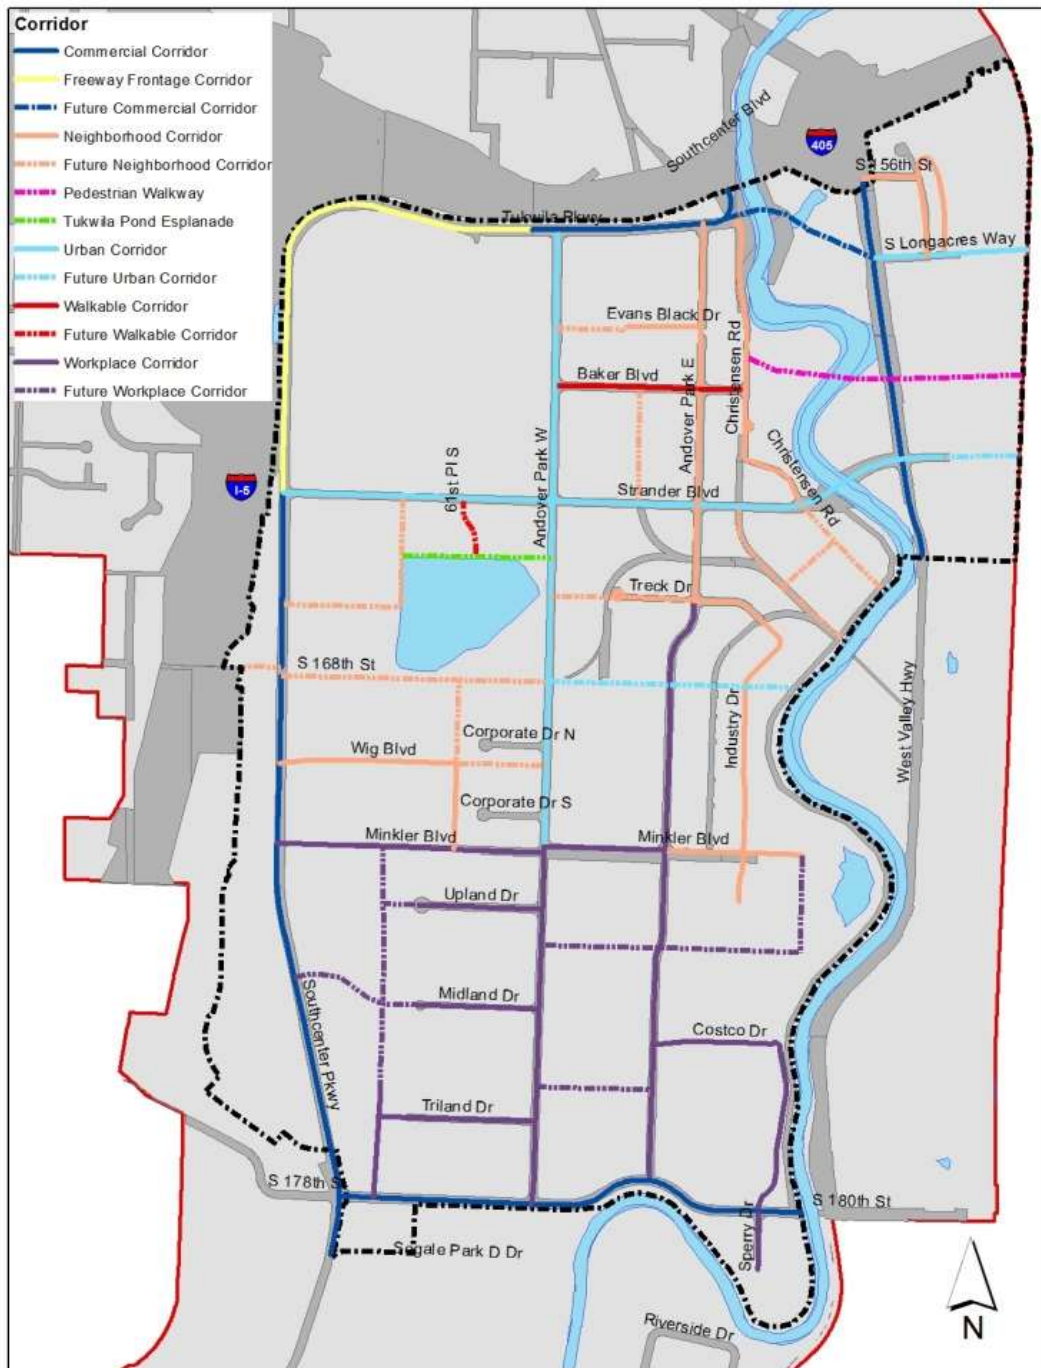 Corridor
Commercial Corridor
Freeway Frontage Corridor
Future Commercial Corridor
Neighborhood Corridor
Future Neighborhood Corridor
Pedestrian Walkway
Tukwila Pond Esplanade
Urban Corridor
Future Urban Corridor
Walkable Corridor
Future Walkable Corridor
Workplace Corridor
Future Workplace Corridor
Southcenter Blvd
405
S 156th St
Tukwila Pkwy
S Longacres Way
Evans Black Dr
Baker Blvd
Andover Park E
Christensen Rd
Christensen Rd
I-5
61st Pl S
Andover Park W
Strander Blvd
Treck Dr
S 168th St
Corporate Dr N
Wig Blvd
Industry Dr
West Valley Hwy
Corporate Dr S
Minkler Blvd
Minkler Blvd
Upland Dr
Midland Dr
Southcenter Pkwy
Costco Dr
Triland Dr
S 178th S
S 180th St
Sperry Dr
Segale Park D Dr
Riverside Dr
N